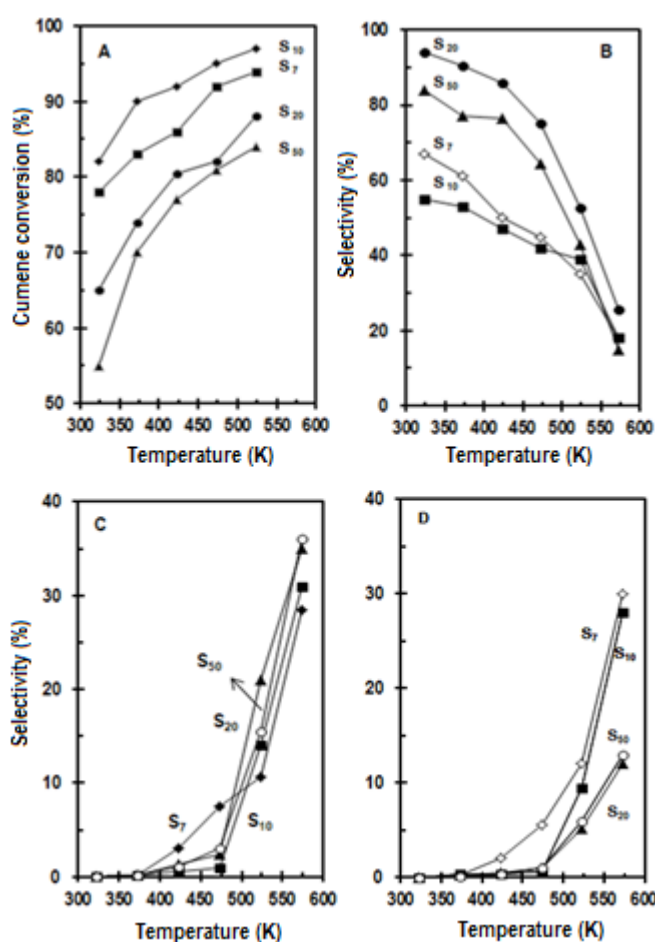 A
S10
S7
S20
S50
Cumene conversion (%)
100
90
80
70
60
50
300 350 400 450 500 550 600
Temperature (K)
B
S20
S50
S7
S10
Selectivity (%)
100
80
60
40
20
0
300 350 400 450 500 550 600
Temperature (K)
C
S50
S20
S7
S10
Selectivity (%)
40
30
20
10
0
300 350 400 450 500 550 600
Temperature (K)
D
S7
S10
S50
S20
40
30
20
10
0
300 350 400 450 500 550 600
Temperature (K)